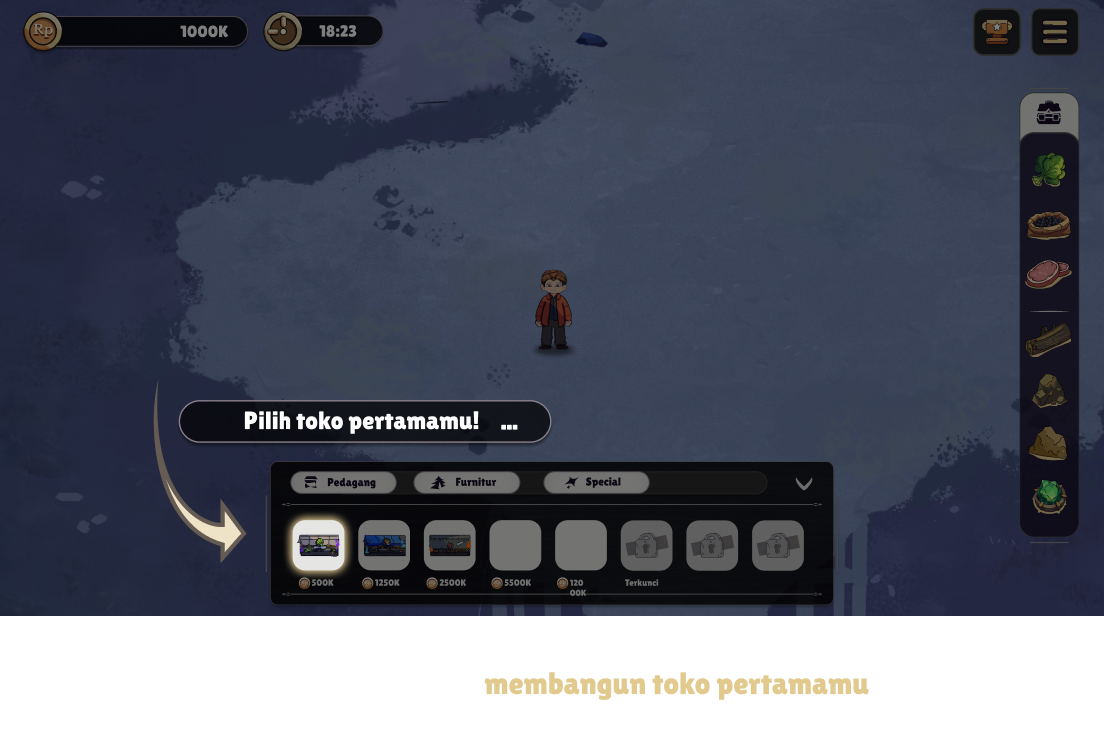 Rp 1000K 18:23
Pilih toko pertamamu! ...
Pedagang Furnitur Special
500K 1250K 2500K 5500K 120 Terkunci
00K
membangun toko pertamamu